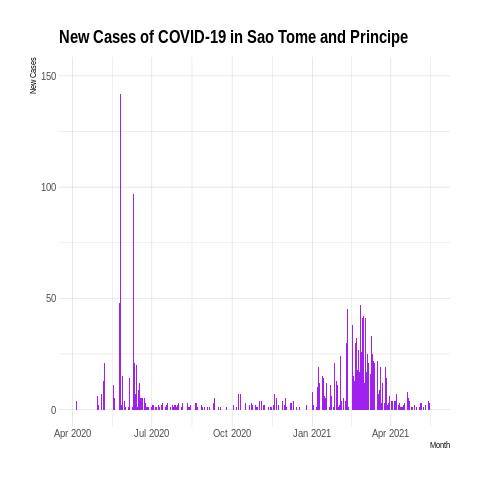 New Cases of COVID-19 in Sao Tome and Principe
New Cases
150
100
50
0
Apr 2020 Jul 2020 Oct 2020 Jan 2021 Apr 2021
Month